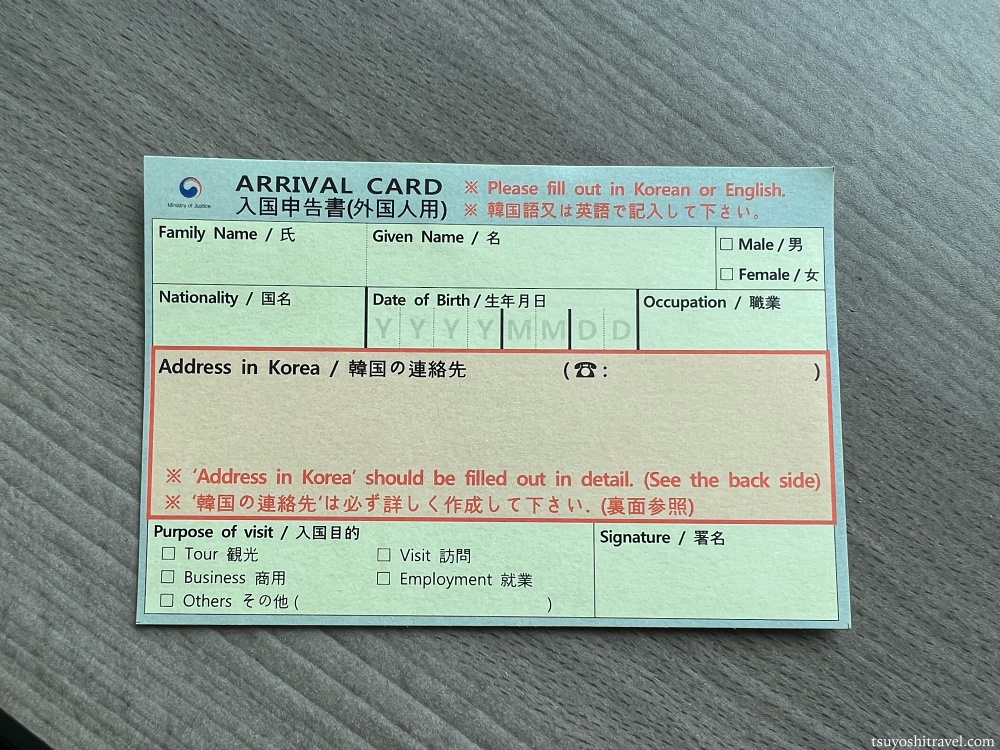 ARRIVAL CARD
入国申告書(外国人用)
Ministry of Justice
※ Please fill out in Korean or English.
※ 韓国語又は英語で記入して下さい。
Family Name / 氏
Given Name / 名
□ Male / 男
□ Female / 女
Nationality / 国名
Date of Birth / 生年月日
Y Y Y Y M M D D
Occupation / 職業
Address in Korea / 韓国の連絡先 (☎: )
※ 'Address in Korea' should be filled out in detail. (See the back side)
※ '韓国の連絡先'は必ず詳しく作成して下さい. (裏面参照)
Purpose of visit / 入国目的
□ Tour 観光 □ Visit 訪問
□ Business 商用 □ Employment 就業
□ Others その他 ( )
Signature / 署名
tsuyoshitravel.com